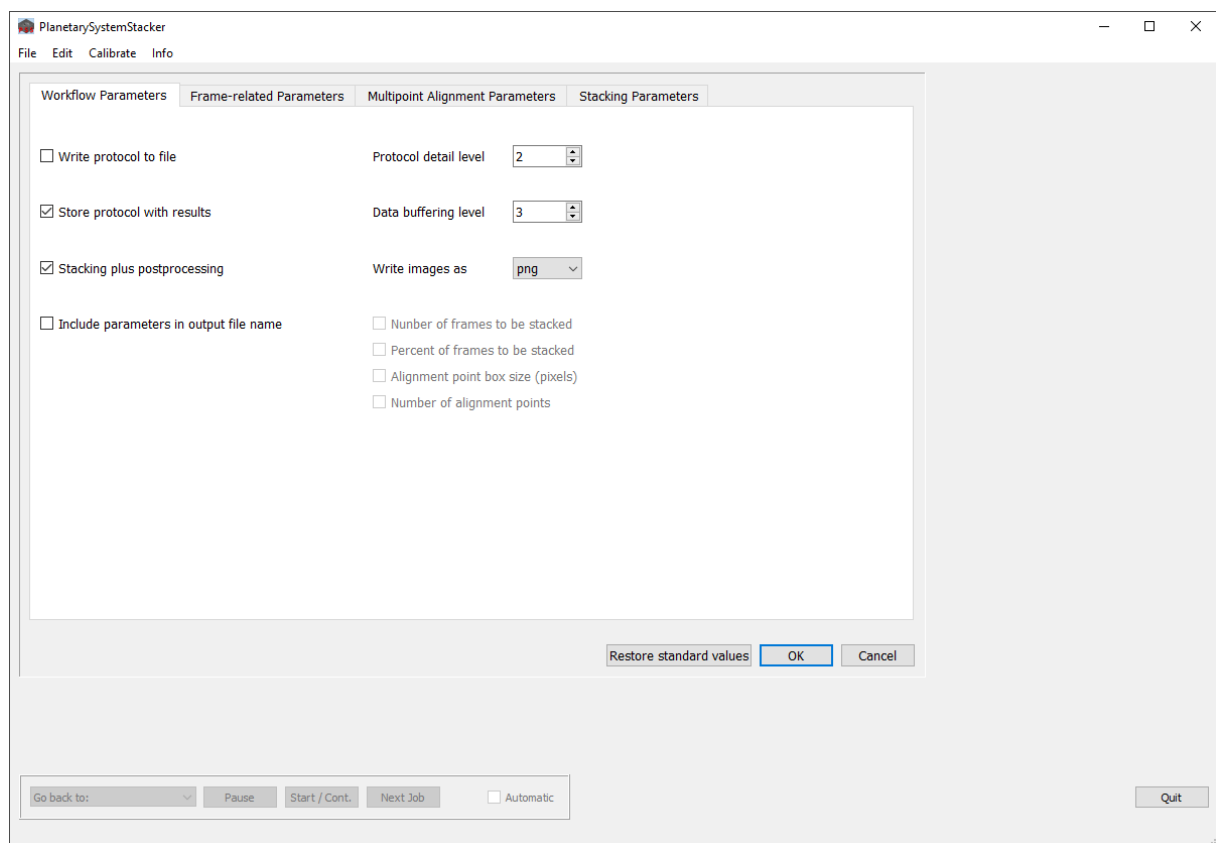 PlanetarySystemStacker
File Edit Calibrate Info
Workflow Parameters Frame-related Parameters Multipoint Alignment Parameters Stacking Parameters
Write protocol to file Protocol detail level 2
Store protocol with results Data buffering level 3
Stacking plus postprocessing Write images as png
Include parameters in output file name Nunber of frames to be stacked
Percent of frames to be stacked
Alignment point box size (pixels)
Number of alignment points
Restore standard values OK Cancel
Go back to: Pause Start / Cont. Next Job Automatic Quit